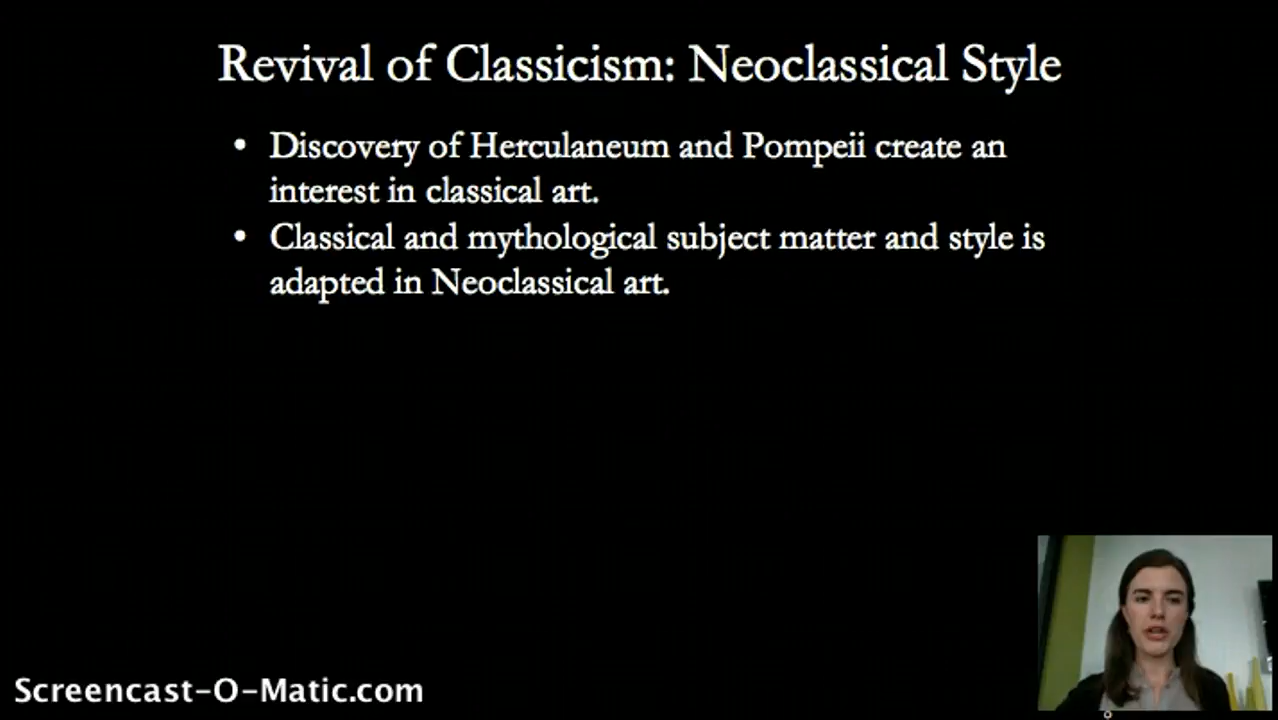 Revival of Classicism: Neoclassical Style
• Discovery of Herculaneum and Pompeii create an
interest in classical art.
• Classical and mythological subject matter and style is
adapted in Neoclassical art.
Screencast-O-Matic.com